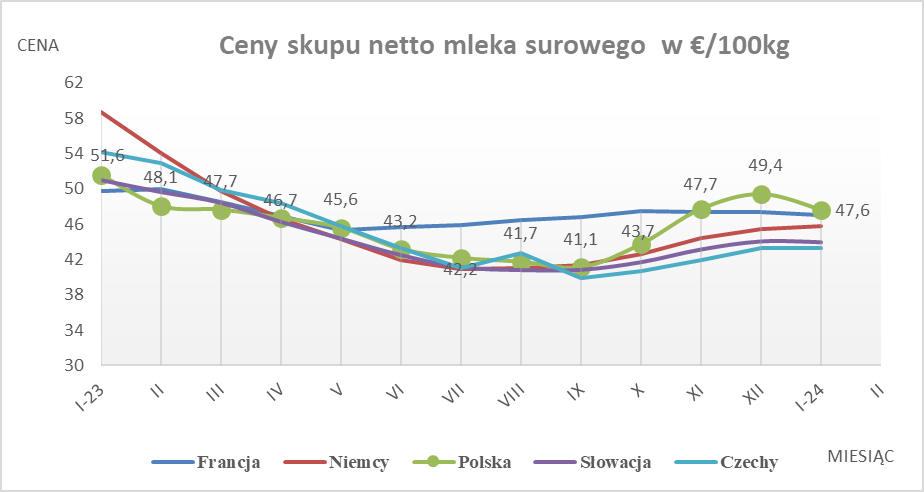 CENA
Ceny skupu netto mleka surowego w €/100kg
62
58
54
50
46
42
38
34
30
51,6
48,1
47,7
46,7
45,6
43,2
42,2
41,7
41,1
43,7
47,7
49,4
47,6
I-23
II
III
IV
V
VI
VII
VIII
IX
X
XI
XII
I-24
II
MIESIĄC
Francja
Niemcy
Polska
Słowacja
Czechy